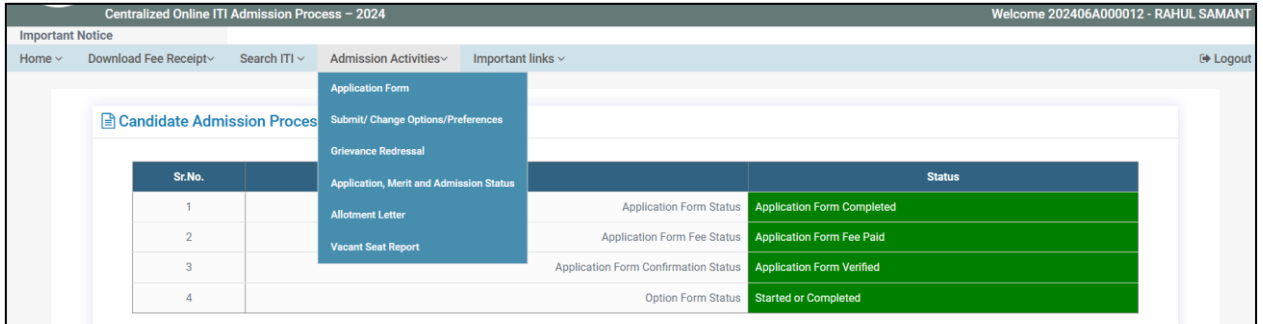 Centralized Online ITI Admission Process – 2024 Welcome 202406A000012 - RAHUL SAMANT
Important Notice
Home Download Fee Receipt Search ITI Admission Activities Important links Logout
Application Form
Submit/ Change Options/Preferences
Grievance Redressal
Application, Merit and Admission Status
Allotment Letter
Vacant Seat Report
Candidate Admission Proces
Sr.No. Status
1 Application Form Status Application Form Completed
2 Application Form Fee Status Application Form Fee Paid
3 Application Form Confirmation Status Application Form Verified
4 Option Form Status Started or Completed